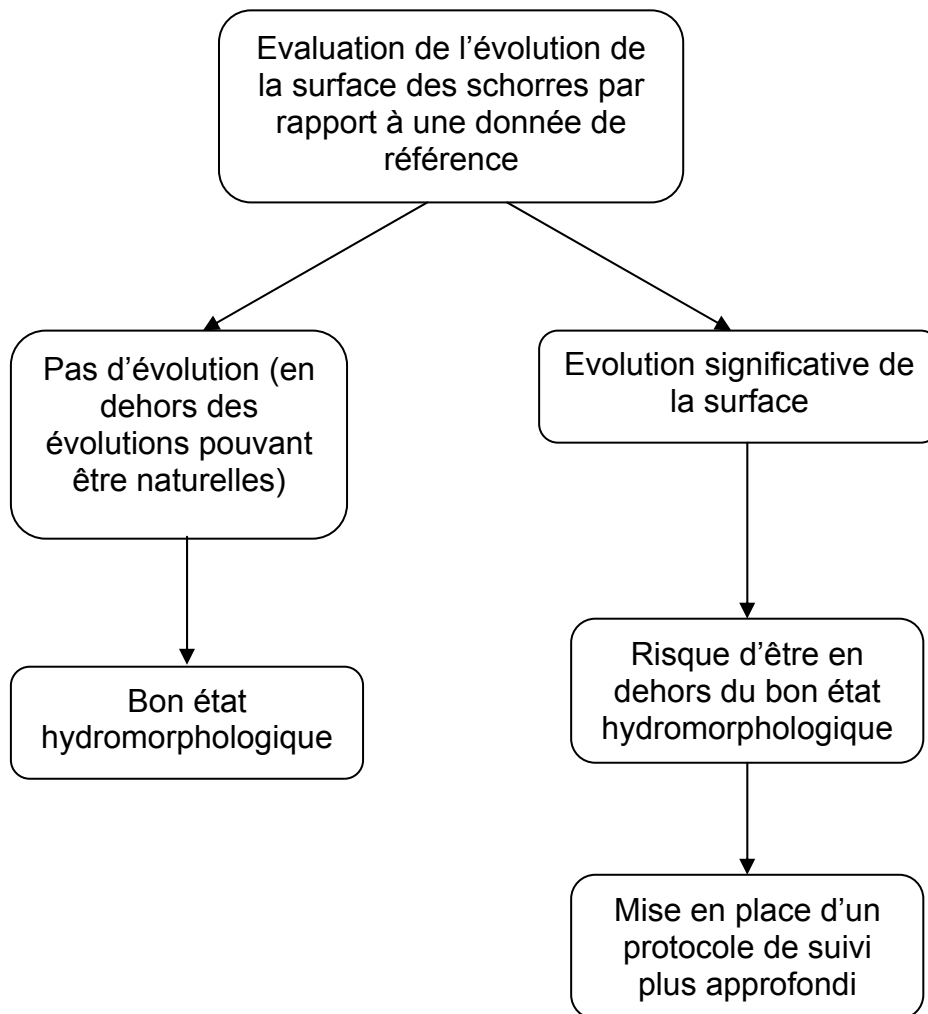 Evaluation de l’évolution de
la surface des schorres par
rapport à une donnée de
référence
Pas d’évolution (en
dehors des
évolutions pouvant
être naturelles)
Evolution significative de
la surface
Bon état
hydromorphologique
Risque d’être en
dehors du bon état
hydromorphologique
Mise en place d’un
protocole de suivi
plus approfondi